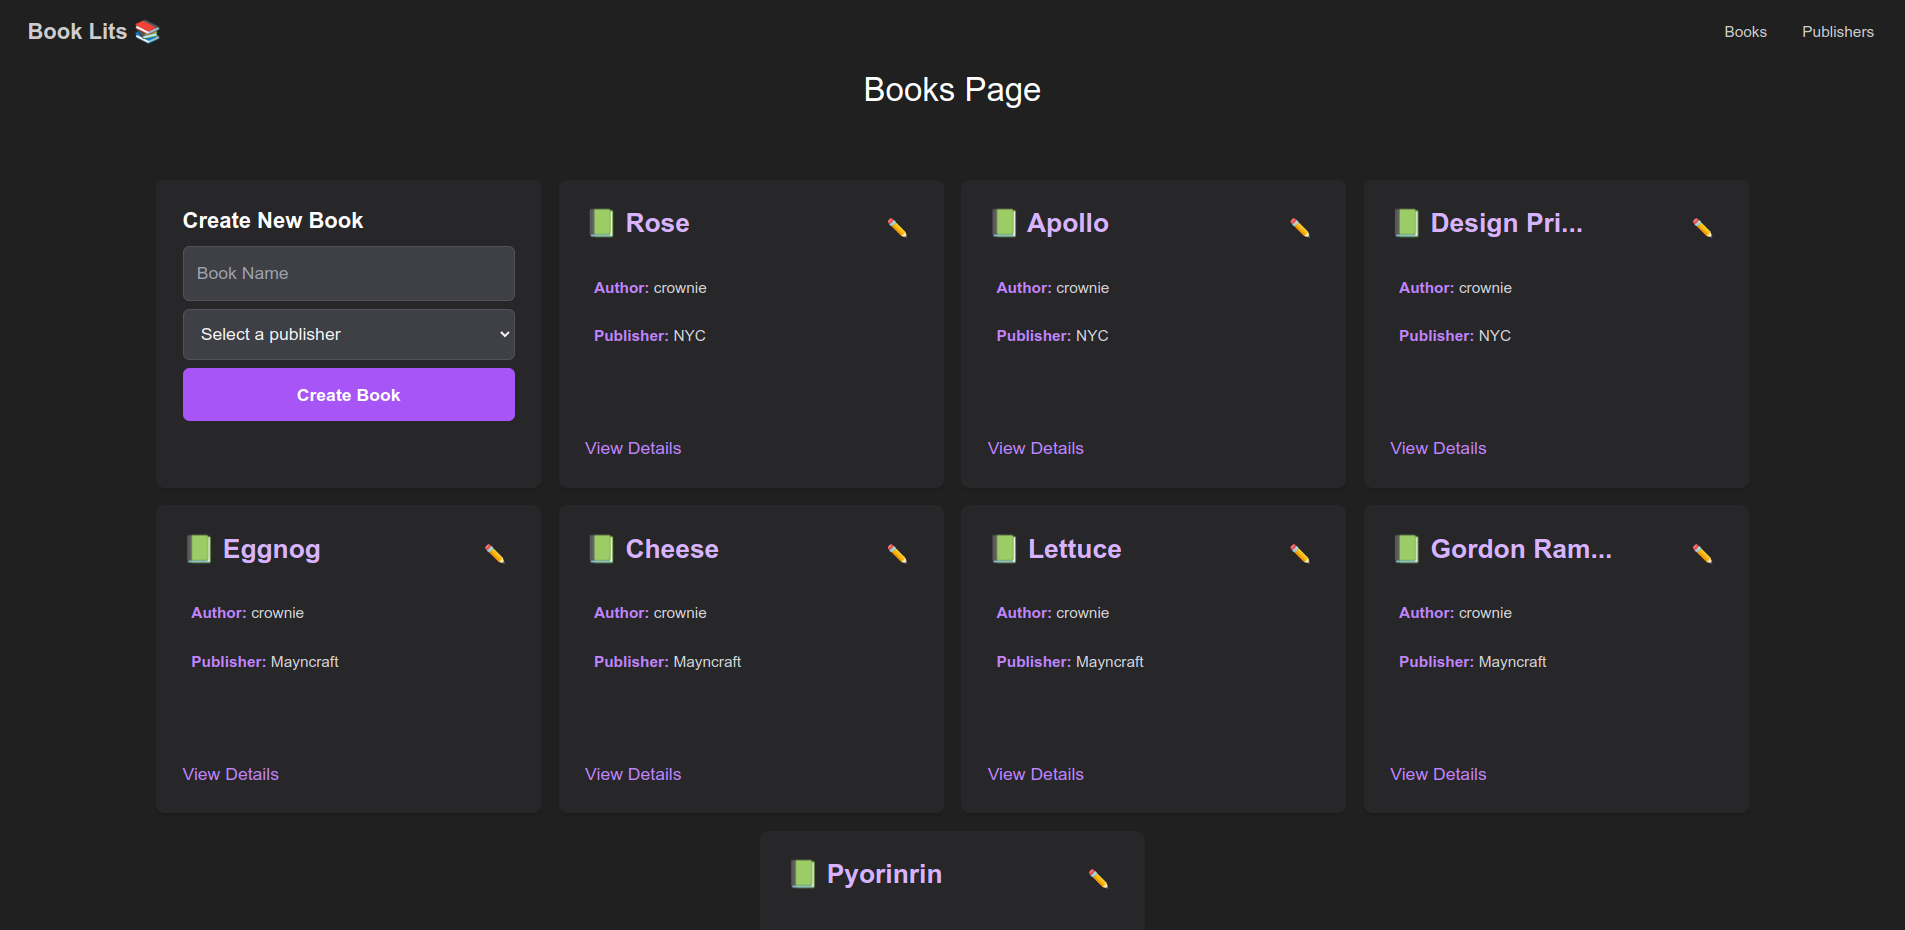 Book Lits 📚
Books
Publishers
Books Page
Create New Book
Book Name
Select a publisher
Create Book
📗 Rose ✏️
Author: crownie
Publisher: NYC
View Details
📗 Apollo ✏️
Author: crownie
Publisher: NYC
View Details
📗 Design Pri... ✏️
Author: crownie
Publisher: NYC
View Details
📗 Eggnog ✏️
Author: crownie
Publisher: Mayncraft
View Details
📗 Cheese ✏️
Author: crownie
Publisher: Mayncraft
View Details
📗 Lettuce ✏️
Author: crownie
Publisher: Mayncraft
View Details
📗 Gordon Ram... ✏️
Author: crownie
Publisher: Mayncraft
View Details
📗 Pyorinrin ✏️